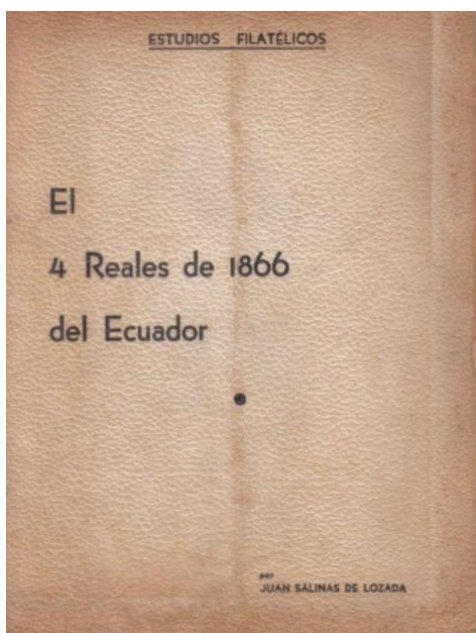 ESTUDIOS FILATÉLICOS
El
4 Reales de 1866
del Ecuador
por
JUAN SALINAS DE LOZADA